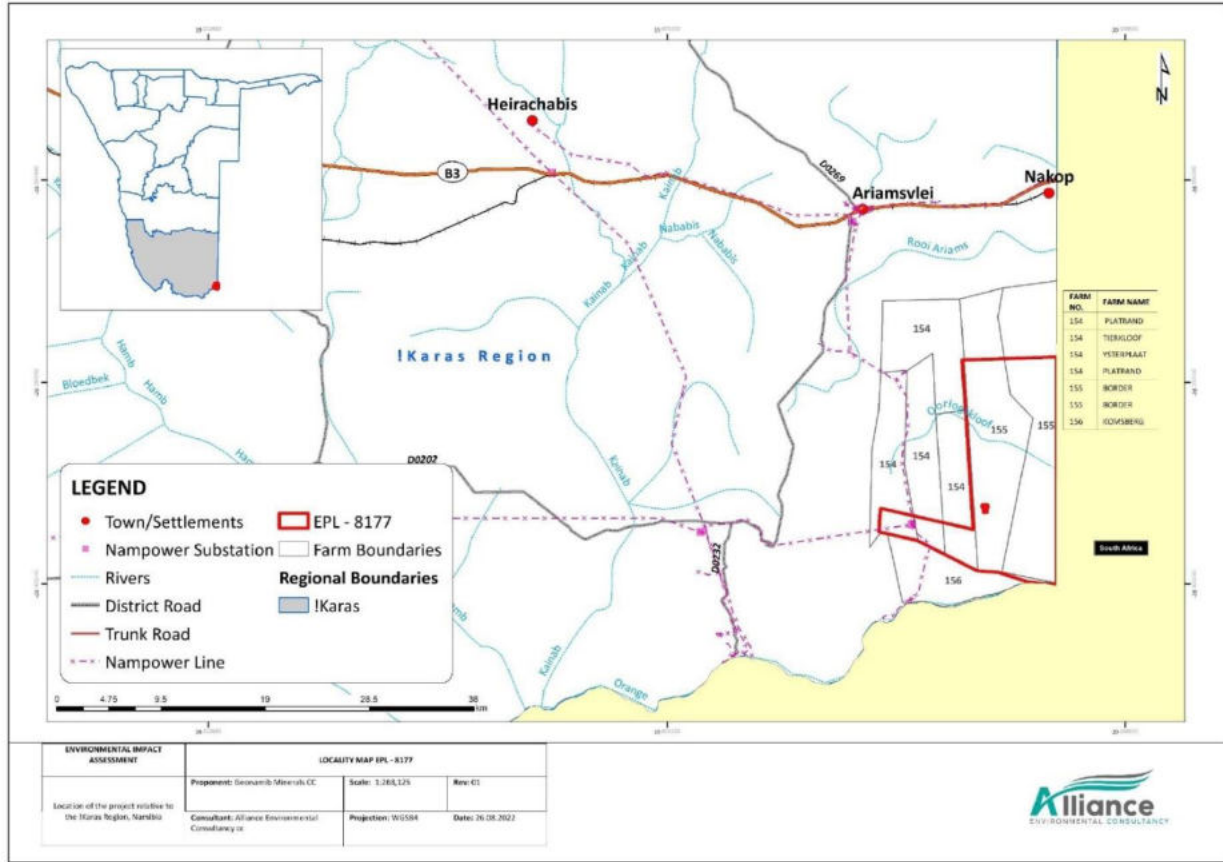 Heirachabis
B3
D0269
Kainab
Ariamsvlei
Nakop
Nababis
Nababis
Rooi Ariams
Kainab
Kainab
!Karas Region
Hamb
Bloedbek
Hamb
154
Oorlogskloof
155
155
154
154
154
156
Kainab
D0202
D0232
Kainab
Orange
South Africa
FARM NO. FARM NAME
154 PLATRAND
154 TIERKLOOF
154 YSTERPLAAT
154 PLATRAND
155 BORDER
155 BORDER
156 KOMSBERG
LEGEND
Town/Settlements
Nampower Substation
Rivers
District Road
Trunk Road
Nampower Line
EPL - 8177
Farm Boundaries
Regional Boundaries
!Karas
0 4.75 9.5 19 28.5 38
km
ENVIRONMENTAL IMPACT
ASSESSMENT
Location of the project relative to
the !Karas Region, Namibia
LOCALITY MAP EPL - 8177
Proponent: Geonamib Minerals CC
Scale: 1:263,125
Rev: 01
Consultant: Alliance Environmental
Consultancy cc
Projection: WGS84
Date: 26.08.2022
Alliance
ENVIRONMENTAL CONSULTANCY